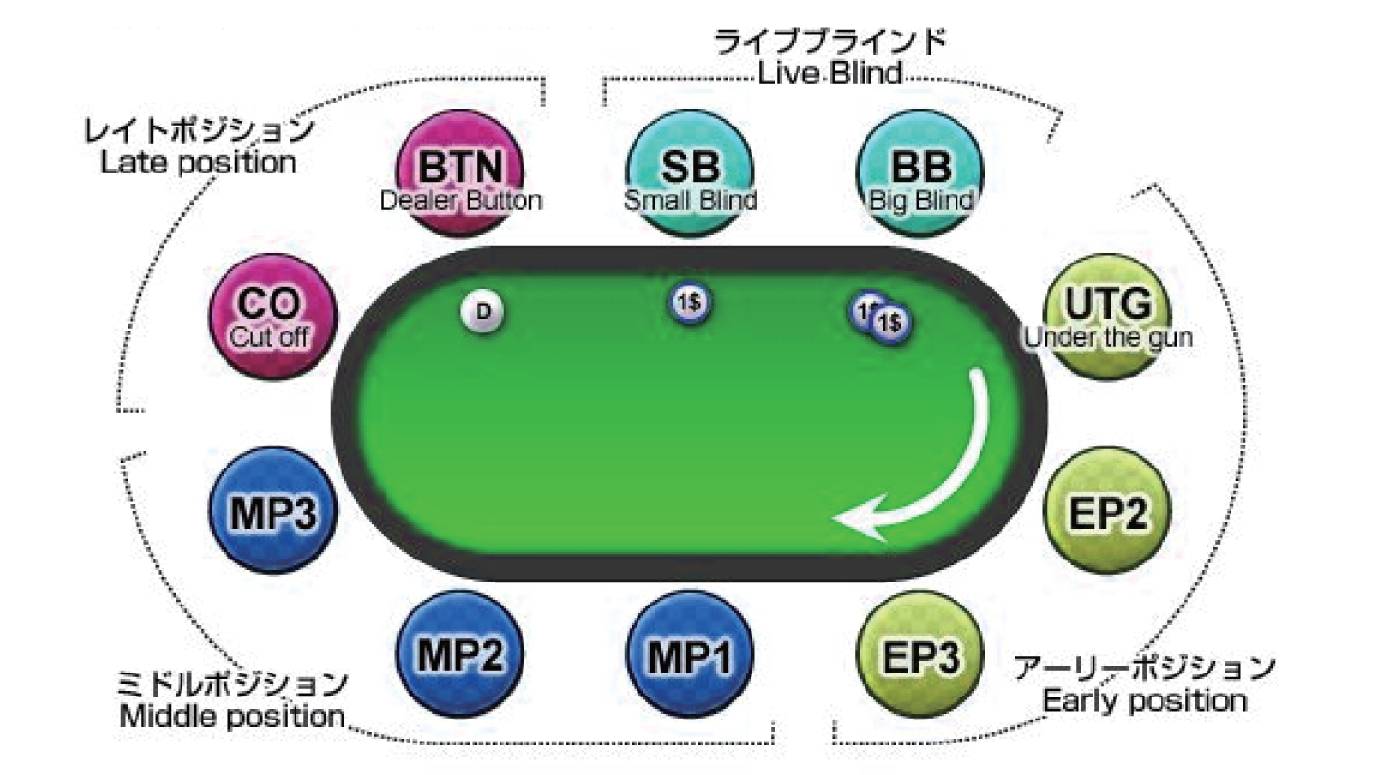 ライブブラインド
Live Blind
レイトポジション
Late position
BTN
Dealer Button
SB
Small Blind
BB
Big Blind
CO
Cut off
D
1$
1$
1$
UTG
Under the gun
MP3
EP2
MP2
MP1
EP3
ミドルポジション
Middle position
アーリーポジション
Early position